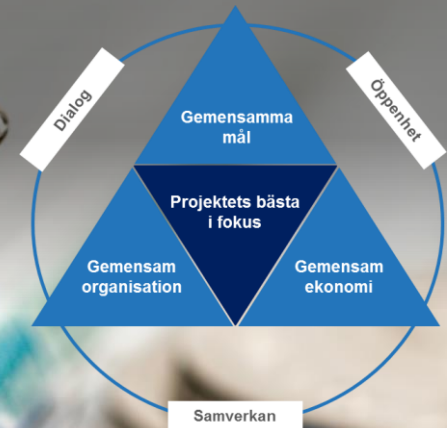 Dialog
Öppenhet
Gemensamma
mål
Projektets bästa
i fokus
Gemensam
organisation
Gemensam
ekonomi
Samverkan